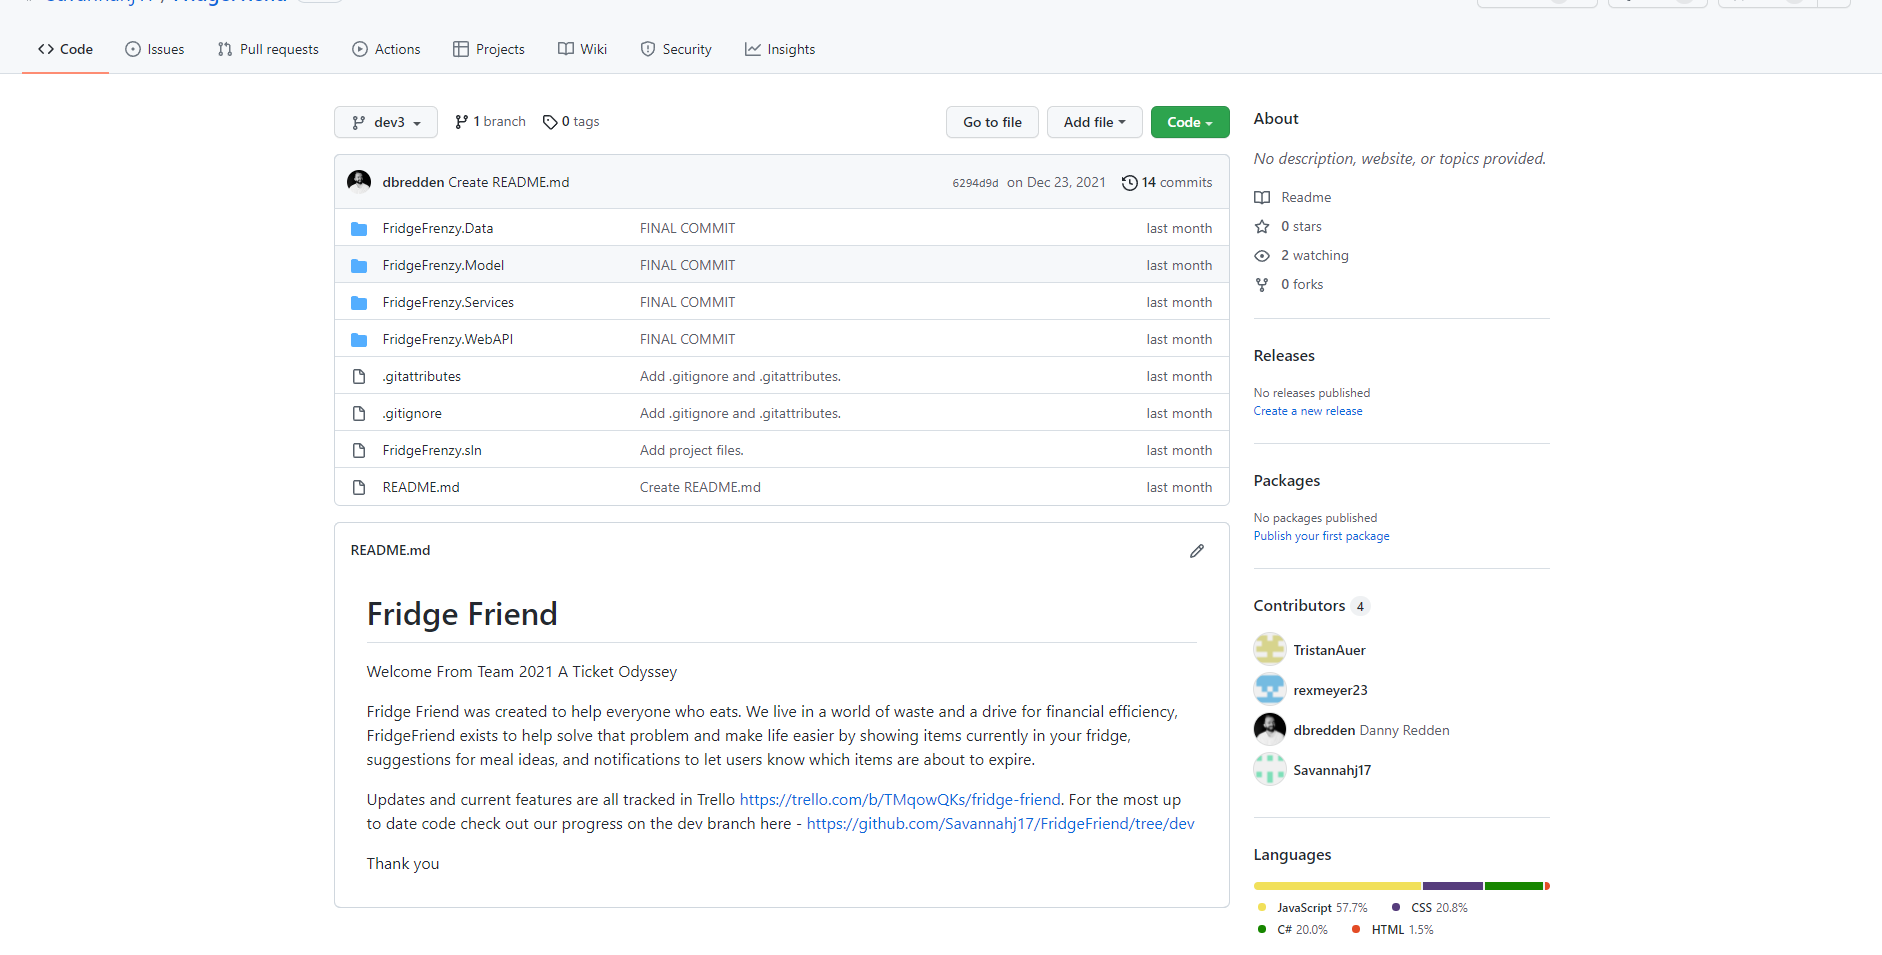 Code Issues Pull requests Actions Projects Wiki Security Insights
dev3 1 branch 0 tags Go to file Add file Code
dbredden Create README.md 6294d9d on Dec 23, 2021 14 commits
FridgeFrenzy.Data FINAL COMMIT last month
FridgeFrenzy.Model FINAL COMMIT last month
FridgeFrenzy.Services FINAL COMMIT last month
FridgeFrenzy.WebAPI FINAL COMMIT last month
.gitattributes Add .gitignore and .gitattributes. last month
.gitignore Add .gitignore and .gitattributes. last month
FridgeFrenzy.sln Add project files. last month
README.md Create README.md last month
README.md
Fridge Friend
Welcome From Team 2021 A Ticket Odyssey
Fridge Friend was created to help everyone who eats. We live in a world of waste and a drive for financial efficiency,
FridgeFriend exists to help solve that problem and make life easier by showing items currently in your fridge,
suggestions for meal ideas, and notifications to let users know which items are about to expire.
Updates and current features are all tracked in Trello https://trello.com/b/TMqowQKs/fridge-friend. For the most up
to date code check out our progress on the dev branch here - https://github.com/Savannahj17/FridgeFriend/tree/dev
Thank you
About
No description, website, or topics provided.
Readme
0 stars
2 watching
0 forks
Releases
No releases published
Create a new release
Packages
No packages published
Publish your first package
Contributors 4
TristanAuer
rexmeyer23
dbredden Danny Redden
Savannahj17
Languages
JavaScript 57.7% CSS 20.8%
C# 20.0% HTML 1.5%